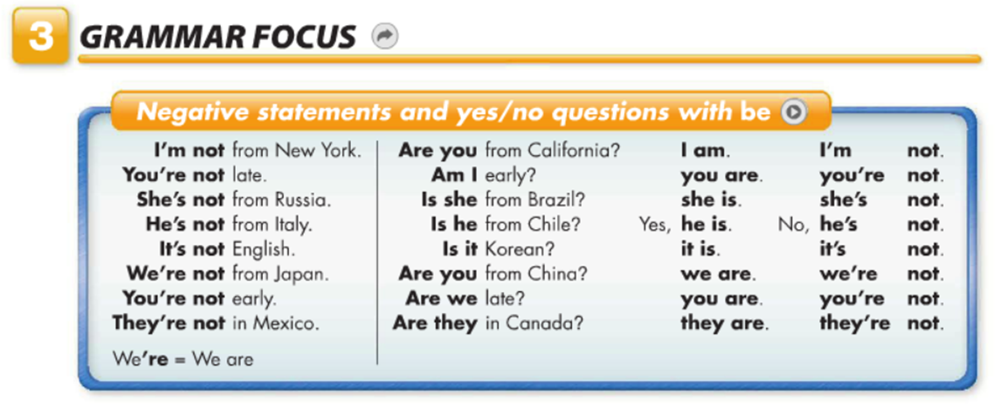 3 GRAMMAR FOCUS
Negative statements and yes/no questions with be
I'm not from New York.
You're not late.
She's not from Russia.
He's not from Italy.
It's not English.
We're not from Japan.
You're not early.
They're not in Mexico.
We're = We are
Are you from California?
Am I early?
Is she from Brazil?
Is he from Chile?
Is it Korean?
Are you from China?
Are we late?
Are they in Canada?
Yes,
I am.
you are.
she is.
he is.
it is.
we are.
you are.
they are.
No,
I'm not.
you're not.
she's not.
he's not.
it's not.
we're not.
you're not.
they're not.